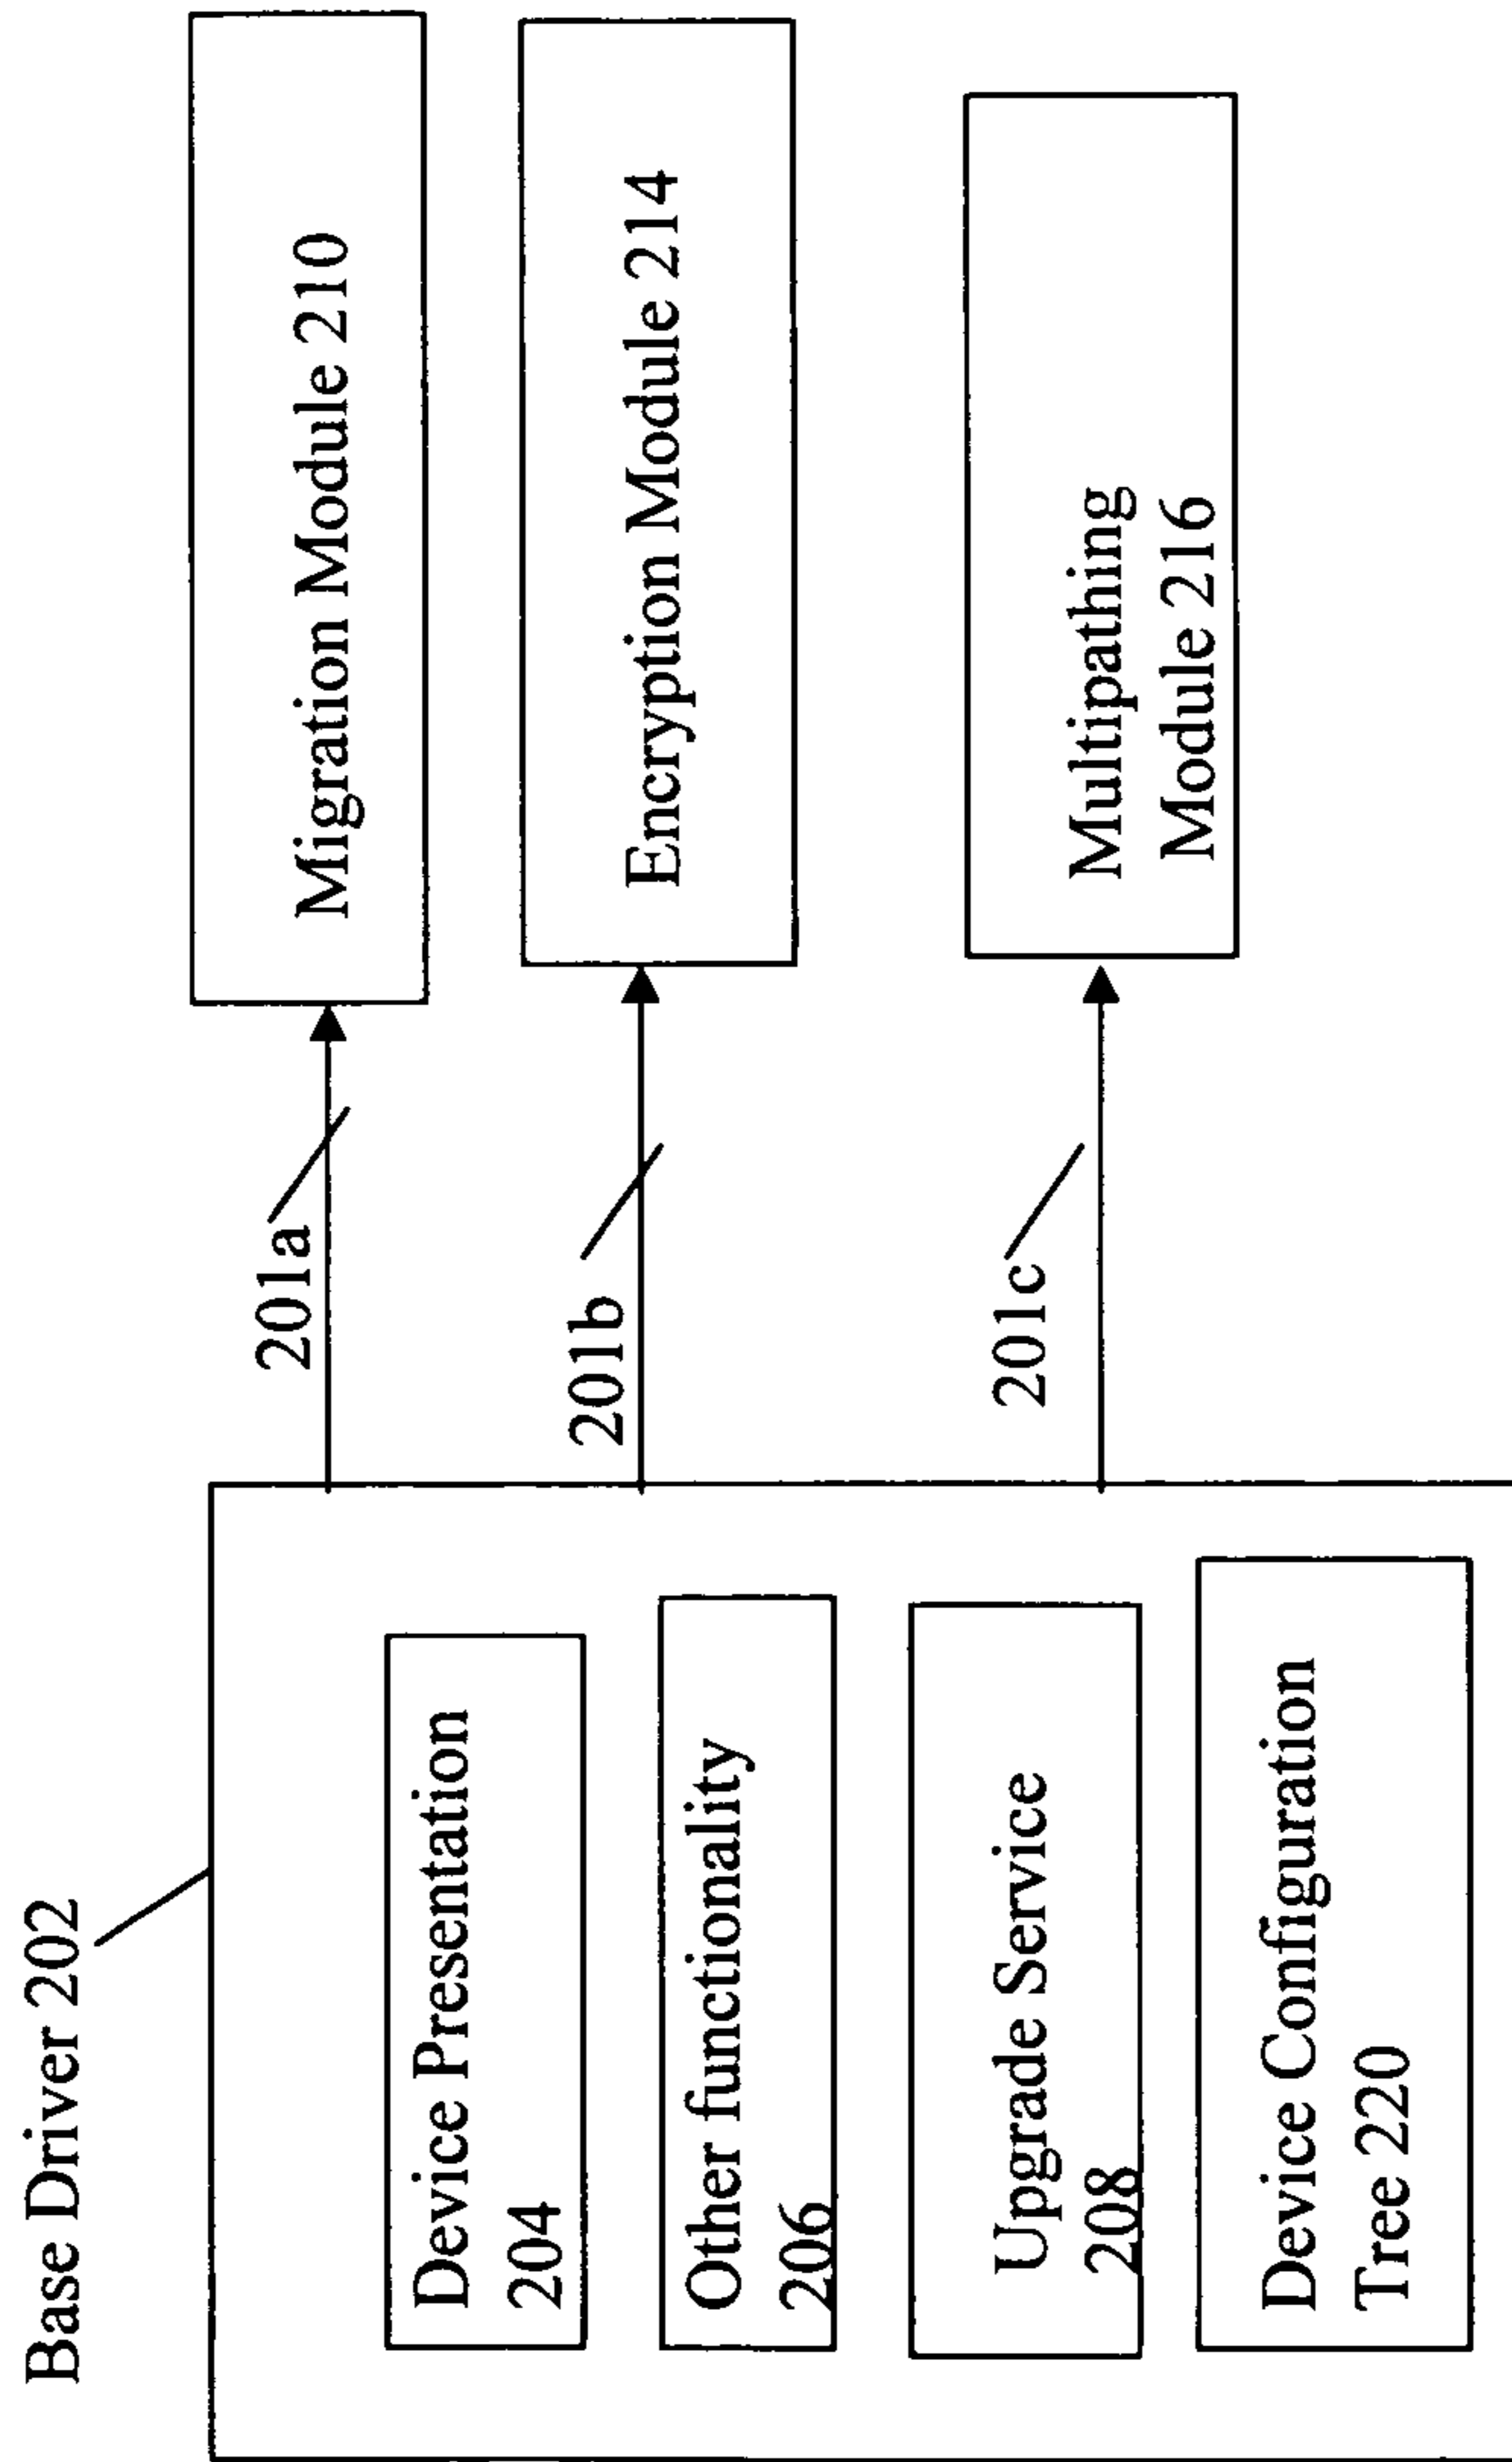 Base Driver 202
Device Presentation
204
Other functionality
206
Upgrade Service
208
Device Configuration
Tree 220
201a
201b
201c
Migration Module 210
Encryption Module 214
Multipathing
Module 216